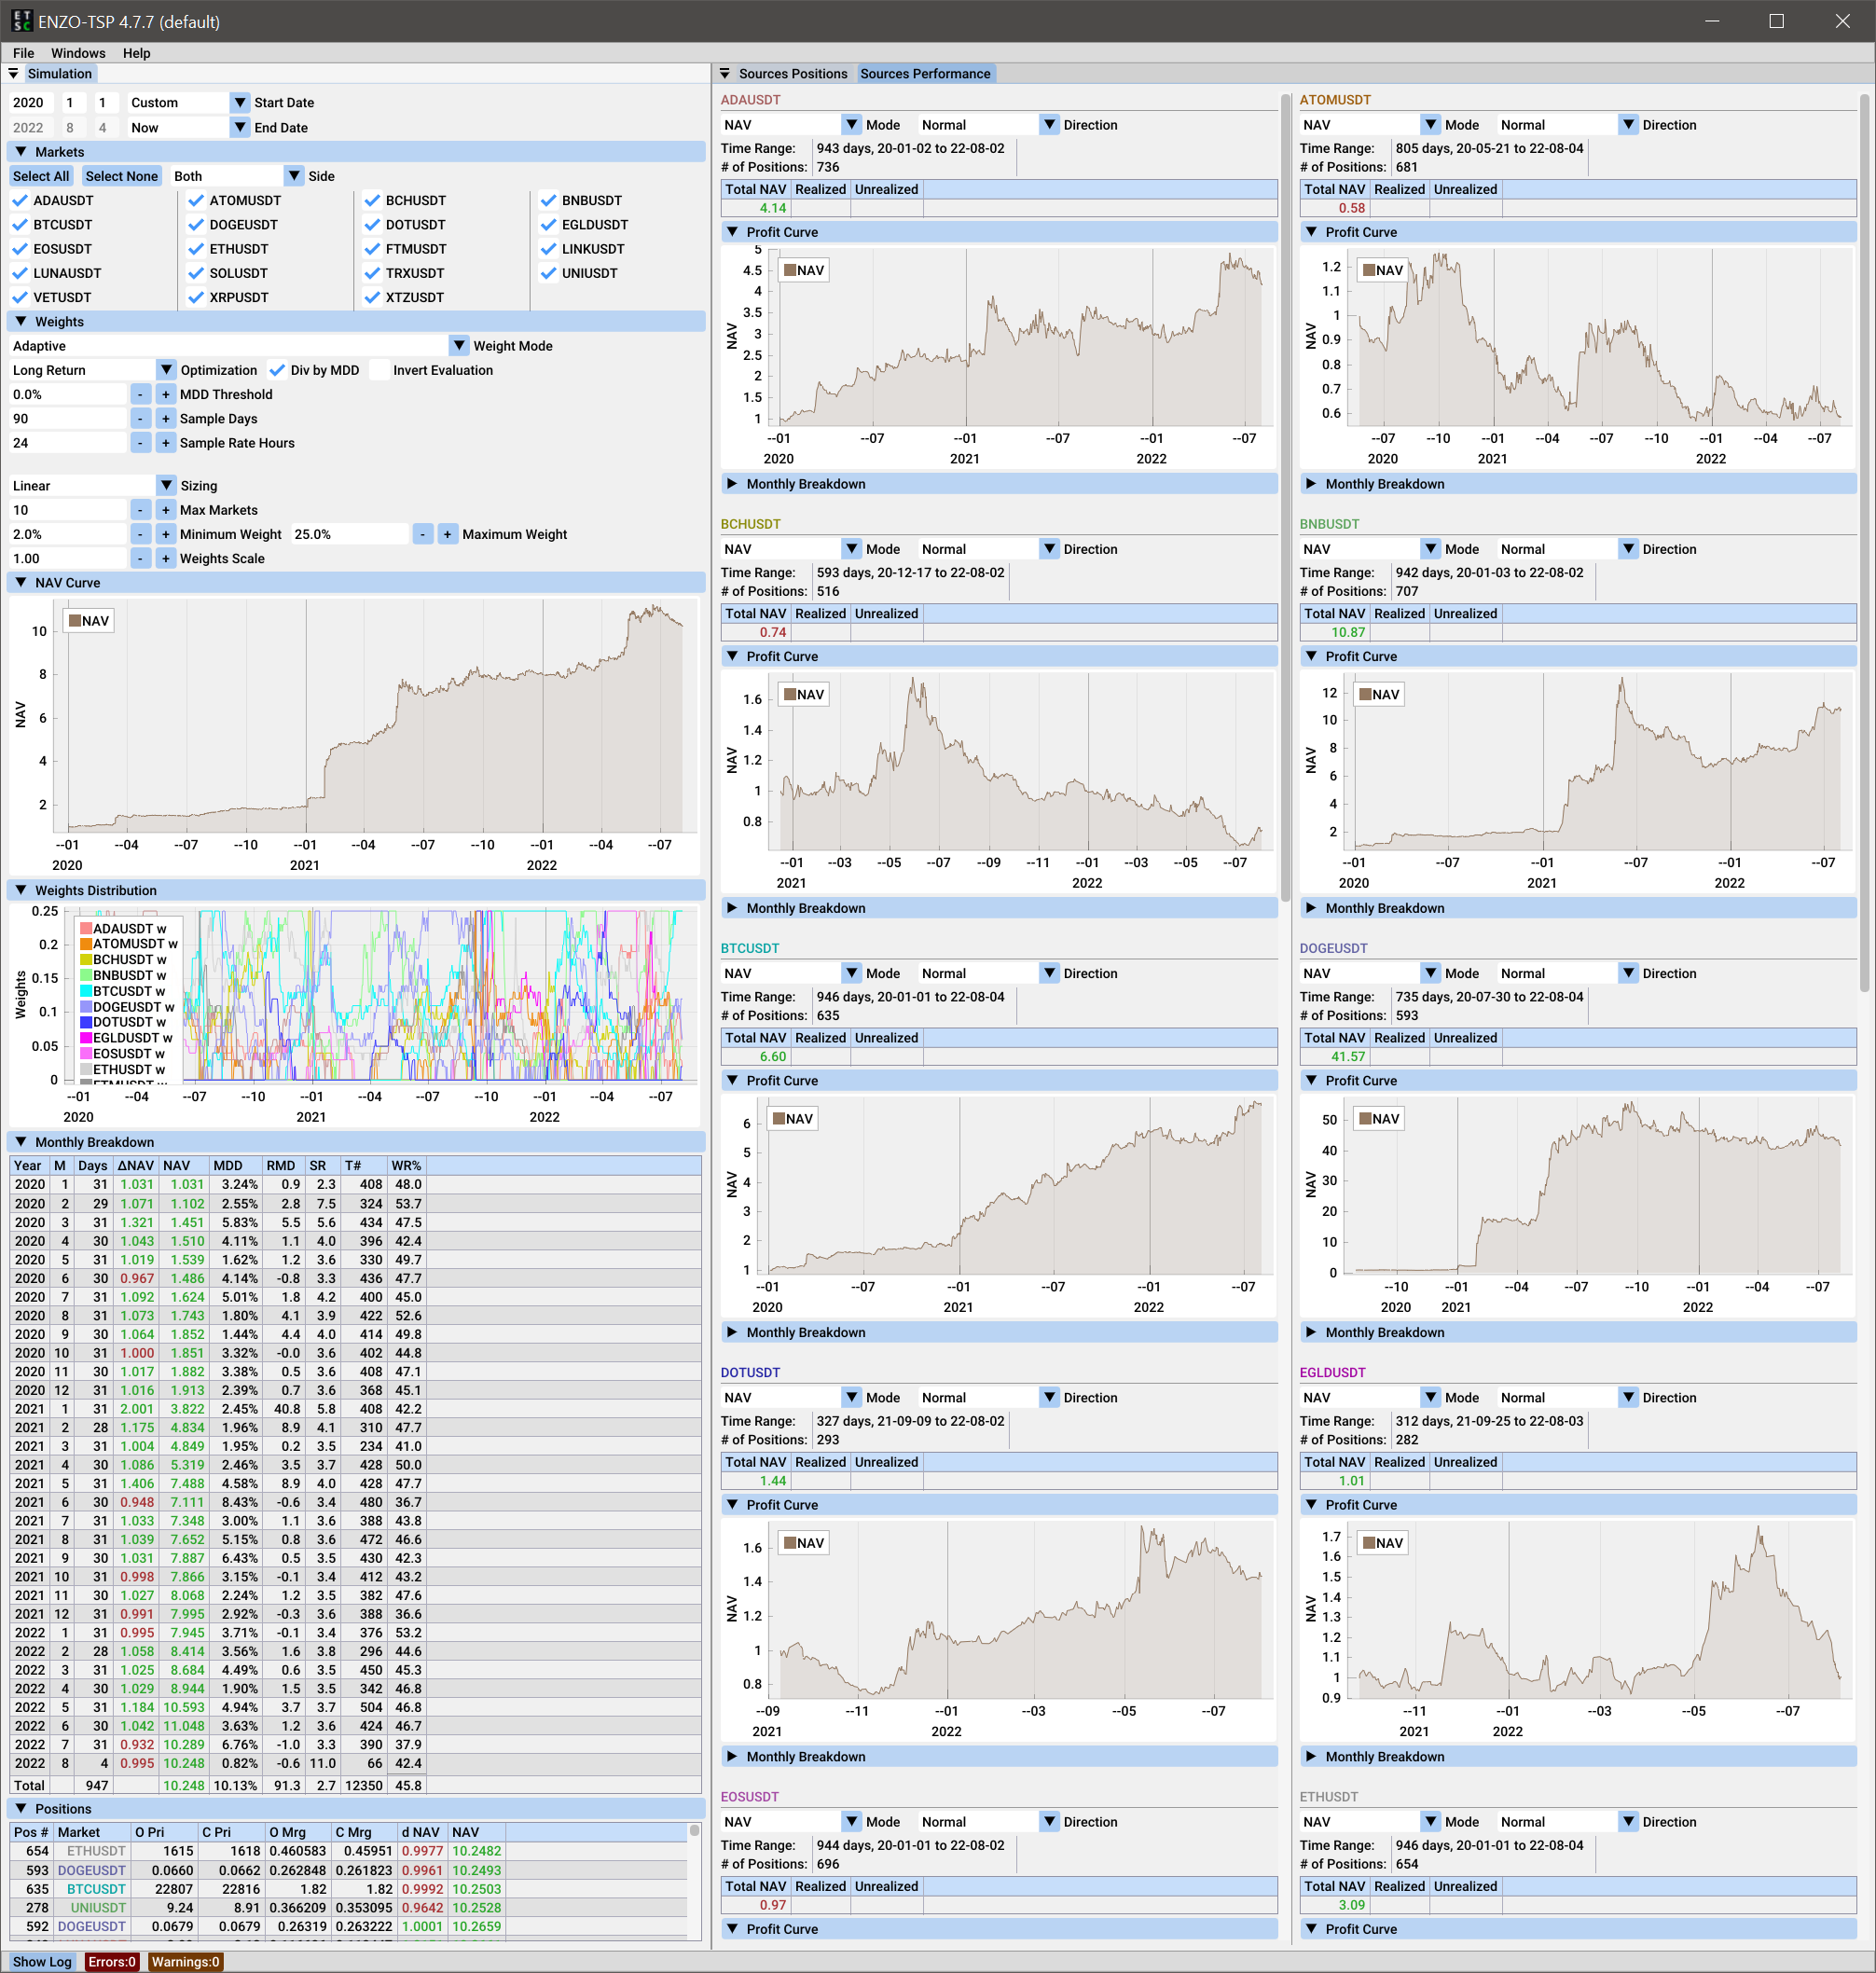 ENZO-TSP 4.7.7 (default)
File Windows Help
Simulation
2020 1 1 Custom Start Date
2022 8 4 Now End Date
Markets
Select All Select None Both Side
ADAUSDT ATOMUSDT BCHUSDT BNBUSDT
BTCUSDT DOGEUSDT DOTUSDT EGLDUSDT
EOSUSDT ETHUSDT FTMUSDT LINKUSDT
LUNAUSDT SOLUSDT TRXUSDT UNIUSDT
VETUSDT XRPUSDT XTZUSDT
Weights
Adaptive Weight Mode
Long Return Optimization Div by MDD Invert Evaluation
0.0% - + MDD Threshold
90 - + Sample Days
24 - + Sample Rate Hours
Linear Sizing
10 - + Max Markets
2.0% - + Minimum Weight 25.0% - + Maximum Weight
1.00 - + Weights Scale
NAV Curve
NAV
10
8
6
4
2
NAV
--01 --04 --07 --10 --01 --04 --07 --10 --01 --04 --07
2020 2021 2022
Weights Distribution
0.25
0.2
0.15
0.1
0.05
0
Weights
ADAUSDT w
ATOMUSDT w
BCHUSDT w
BNBUSDT w
BTCUSDT w
DOGEUSDT w
DOTUSDT w
EGLDUSDT w
EOSUSDT w
ETHUSDT w
FTMUSDT w
--01 --04 --07 --10 --01 --04 --07 --10 --01 --04 --07
2020 2021 2022
Monthly Breakdown
Year M Days ΔNAV NAV MDD RMD SR T# WR%
2020 1 31 1.031 1.031 3.24% 0.9 2.3 408 48.0
2020 2 29 1.071 1.102 2.55% 2.8 7.5 324 53.7
2020 3 31 1.321 1.451 5.83% 5.5 5.6 434 47.5
2020 4 30 1.043 1.510 4.11% 1.1 4.0 396 42.4
2020 5 31 1.019 1.539 1.62% 1.2 3.6 330 49.7
2020 6 30 0.967 1.486 4.14% -0.8 3.3 436 47.7
2020 7 31 1.092 1.624 5.01% 1.8 4.2 400 45.0
2020 8 31 1.073 1.743 1.80% 4.1 3.9 422 52.6
2020 9 30 1.064 1.852 1.44% 4.4 4.0 414 49.8
2020 10 31 1.000 1.851 3.32% -0.0 3.6 402 44.8
2020 11 30 1.017 1.882 3.38% 0.5 3.6 408 47.1
2020 12 31 1.016 1.913 2.39% 0.7 3.6 368 45.1
2021 1 31 2.001 3.822 2.45% 40.8 5.8 408 42.2
2021 2 28 1.175 4.834 1.96% 8.9 4.1 310 47.7
2021 3 31 1.004 4.849 1.95% 0.2 3.5 234 41.0
2021 4 30 1.086 5.319 2.46% 3.5 3.7 428 50.0
2021 5 31 1.406 7.488 4.58% 8.9 4.0 428 47.7
2021 6 30 0.948 7.111 8.43% -0.6 3.4 480 36.7
2021 7 31 1.033 7.348 3.00% 1.1 3.6 388 43.8
2021 8 31 1.039 7.652 5.15% 0.8 3.6 472 46.6
2021 9 30 1.031 7.887 6.43% 0.5 3.5 430 42.3
2021 10 31 0.998 7.866 3.15% -0.1 3.4 412 43.2
2021 11 30 1.027 8.068 2.24% 1.2 3.5 382 47.6
2021 12 31 0.991 7.995 2.92% -0.3 3.6 388 36.6
2022 1 31 0.995 7.945 3.71% -0.1 3.4 376 53.2
2022 2 28 1.058 8.414 3.56% 1.6 3.8 296 44.6
2022 3 31 1.025 8.684 4.49% 0.6 3.5 450 45.3
2022 4 30 1.029 8.944 1.90% 1.5 3.5 342 46.8
2022 5 31 1.184 10.593 4.94% 3.7 3.7 504 46.8
2022 6 30 1.042 11.048 3.63% 1.2 3.6 424 46.7
2022 7 31 0.932 10.289 6.76% -1.0 3.3 390 37.9
2022 8 4 0.995 10.248 0.82% -0.6 11.0 66 42.4
Total 947 10.248 10.13% 91.3 2.7 12350 45.8
Positions
Pos # Market O Pri C Pri O Mrg C Mrg d NAV NAV
654 ETHUSDT 1615 1618 0.460583 0.45951 0.9977 10.2482
593 DOGEUSDT 0.0660 0.0662 0.262848 0.261823 0.9961 10.2493
635 BTCUSDT 22807 22816 1.82 1.82 0.9992 10.2503
278 UNIUSDT 9.24 8.91 0.366209 0.353095 0.9642 10.2528
592 DOGEUSDT 0.0679 0.0679 0.26319 0.263222 1.0001 10.2659
Show Log Errors:0 Warnings:0
Sources Positions Sources Performance
ADAUSDT
NAV Mode Normal Direction
Time Range: 943 days, 20-01-02 to 22-08-02
# of Positions: 736
Total NAV Realized Unrealized
4.14
Profit Curve
NAV
5
4.5
4
3.5
3
2.5
2
1.5
1
NAV
--01 --07 --01 --07 --01 --07
2020 2021 2022
Monthly Breakdown
ATOMUSDT
NAV Mode Normal Direction
Time Range: 805 days, 20-05-21 to 22-08-04
# of Positions: 681
Total NAV Realized Unrealized
0.58
Profit Curve
NAV
1.2
1.1
1
0.9
0.8
0.7
0.6
NAV
--07 --10 --01 --04 --07 --10 --01 --04 --07
2020 2021 2022
Monthly Breakdown
BCHUSDT
NAV Mode Normal Direction
Time Range: 593 days, 20-12-17 to 22-08-02
# of Positions: 516
Total NAV Realized Unrealized
0.74
Profit Curve
NAV
1.6
1.4
1.2
1
0.8
NAV
--01 --03 --05 --07 --09 --11 --01 --03 --05 --07
2021 2022
Monthly Breakdown
BNBUSDT
NAV Mode Normal Direction
Time Range: 942 days, 20-01-03 to 22-08-02
# of Positions: 707
Total NAV Realized Unrealized
10.87
Profit Curve
NAV
12
10
8
6
4
2
NAV
--01 --07 --01 --07 --01 --07
2020 2021 2022
Monthly Breakdown
BTCUSDT
NAV Mode Normal Direction
Time Range: 946 days, 20-01-01 to 22-08-04
# of Positions: 635
Total NAV Realized Unrealized
6.60
Profit Curve
NAV
6
5
4
3
2
1
NAV
--01 --07 --01 --07 --01 --07
2020 2021 2022
Monthly Breakdown
DOGEUSDT
NAV Mode Normal Direction
Time Range: 735 days, 20-07-30 to 22-08-04
# of Positions: 593
Total NAV Realized Unrealized
41.57
Profit Curve
NAV
50
40
30
20
10
0
NAV
--10 --01 --04 --07 --10 --01 --04 --07
2020 2021 2022
Monthly Breakdown
DOTUSDT
NAV Mode Normal Direction
Time Range: 327 days, 21-09-09 to 22-08-02
# of Positions: 293
Total NAV Realized Unrealized
1.44
Profit Curve
NAV
1.6
1.4
1.2
1
0.8
NAV
--09 --11 --01 --03 --05 --07
2021 2022
Monthly Breakdown
EGLDUSDT
NAV Mode Normal Direction
Time Range: 312 days, 21-09-25 to 22-08-03
# of Positions: 282
Total NAV Realized Unrealized
1.01
Profit Curve
NAV
1.7
1.6
1.5
1.4
1.3
1.2
1.1
1
0.9
NAV
--11 --01 --03 --05 --07
2021 2022
Monthly Breakdown
EOSUSDT
NAV Mode Normal Direction
Time Range: 944 days, 20-01-01 to 22-08-02
# of Positions: 696
Total NAV Realized Unrealized
0.97
Profit Curve
ETHUSDT
NAV Mode Normal Direction
Time Range: 946 days, 20-01-01 to 22-08-04
# of Positions: 654
Total NAV Realized Unrealized
3.09
Profit Curve